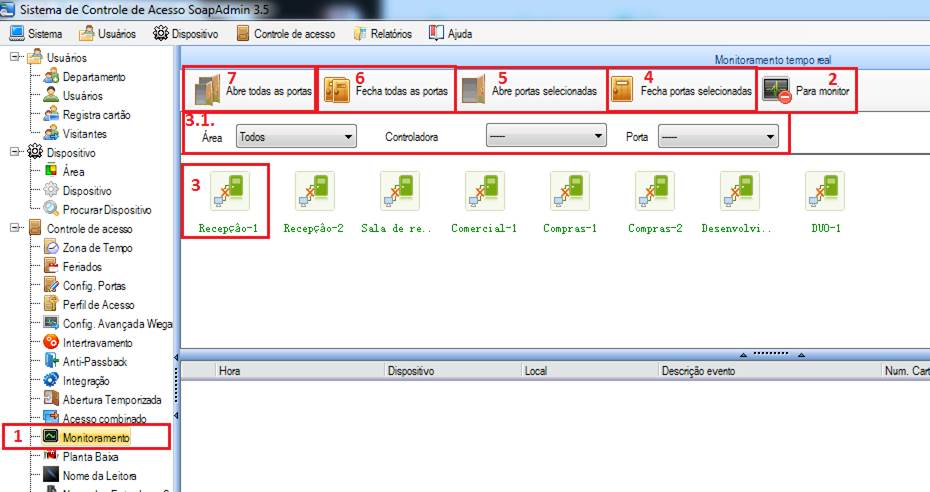 Sistema de Controle de Acesso SoapAdmin 3.5
Sistema Usuários Dispositivo Controle de acesso Relatórios Ajuda
Usuários
Departamento
Usuários
Registra cartão
Visitantes
Dispositivo
Área
Dispositivo
Procurar Dispositivo
Controle de acesso
Zona de Tempo
Feriados
Config. Portas
Perfil de Acesso
Config. Avançada Wiega
Intertravamento
Anti-Passback
Integração
Abertura Temporizada
Acesso combinado
1 Monitoramento
Planta Baixa
Nome da Leitora
Monitoramento tempo real
7 Abre todas as portas
6 Fecha todas as portas
5 Abre portas selecionadas
4 Fecha portas selecionadas
2 Para monitor
3.1.
Área Todos Controladora ----- Porta -----
3
Recepção-1 Recepção-2 Sala de re.. Comercial-1 Compras-1 Compras-2 Desenvolvi.. DVO-1
Hora Dispositivo Local Descrição evento Num. Cart